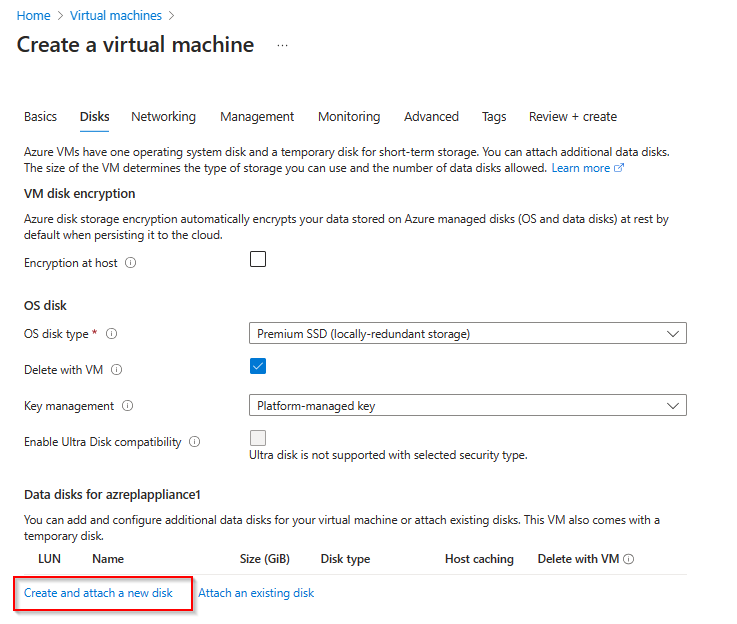 Home > Virtual machines >
Create a virtual machine ...
Basics Disks Networking Management Monitoring Advanced Tags Review + create
Azure VMs have one operating system disk and a temporary disk for short-term storage. You can attach additional data disks.
The size of the VM determines the type of storage you can use and the number of data disks allowed. Learn more
VM disk encryption
Azure disk storage encryption automatically encrypts your data stored on Azure managed disks (OS and data disks) at rest by
default when persisting it to the cloud.
Encryption at host
OS disk
OS disk type * Premium SSD (locally-redundant storage)
Delete with VM
Key management Platform-managed key
Enable Ultra Disk compatibility
Ultra disk is not supported with selected security type.
Data disks for azreplappliance1
You can add and configure additional data disks for your virtual machine or attach existing disks. This VM also comes with a
temporary disk.
LUN Name Size (GiB) Disk type Host caching Delete with VM
Create and attach a new disk Attach an existing disk